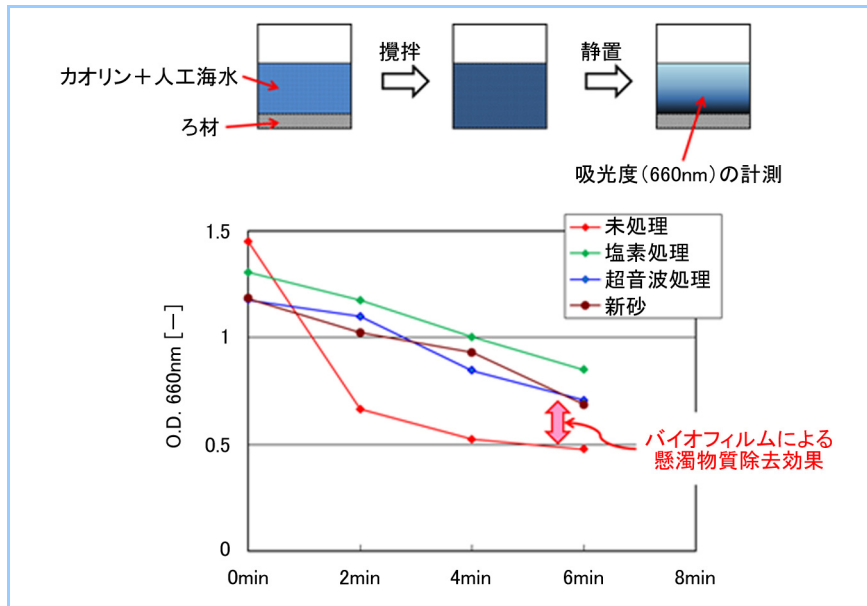 攪拌
静置
カオリン＋人工海水
ろ材
吸光度(660nm)の計測
1.5
1
0.5
0
O.D. 660nm [－]
未処理
塩素処理
超音波処理
新砂
バイオフィルムによる
懸濁物質除去効果
0min 2min 4min 6min 8min